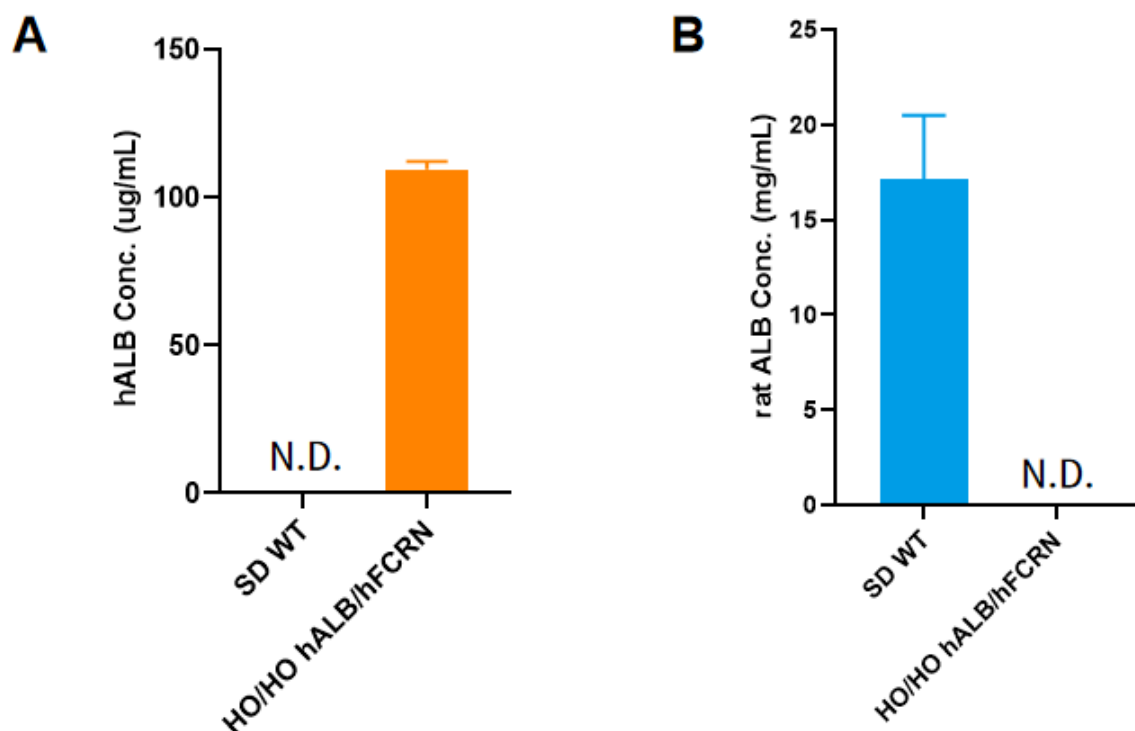 A
hALB Conc. (ug/mL)
150
100
50
0
N.D.
SD WT
HO/HO hALB/hFCRN
B
rat ALB Conc. (mg/mL)
25
20
15
10
5
0
N.D.
SD WT
HO/HO hALB/hFCRN